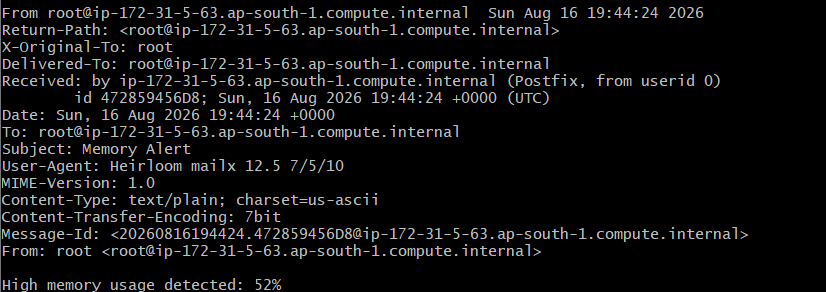 From root@ip-172-31-5-63.ap-south-1.compute.internal  Sun Aug 16 19:44:24 2026
Return-Path: <root@ip-172-31-5-63.ap-south-1.compute.internal>
X-Original-To: root
Delivered-To: root@ip-172-31-5-63.ap-south-1.compute.internal
Received: by ip-172-31-5-63.ap-south-1.compute.internal (Postfix, from userid 0)
        id 472859456D8; Sun, 16 Aug 2026 19:44:24 +0000 (UTC)
Date: Sun, 16 Aug 2026 19:44:24 +0000
To: root@ip-172-31-5-63.ap-south-1.compute.internal
Subject: Memory Alert
User-Agent: Heirloom mailx 12.5 7/5/10
MIME-Version: 1.0
Content-Type: text/plain; charset=us-ascii
Content-Transfer-Encoding: 7bit
Message-Id: <20260816194424.472859456D8@ip-172-31-5-63.ap-south-1.compute.internal>
From: root <root@ip-172-31-5-63.ap-south-1.compute.internal>

High memory usage detected: 52%